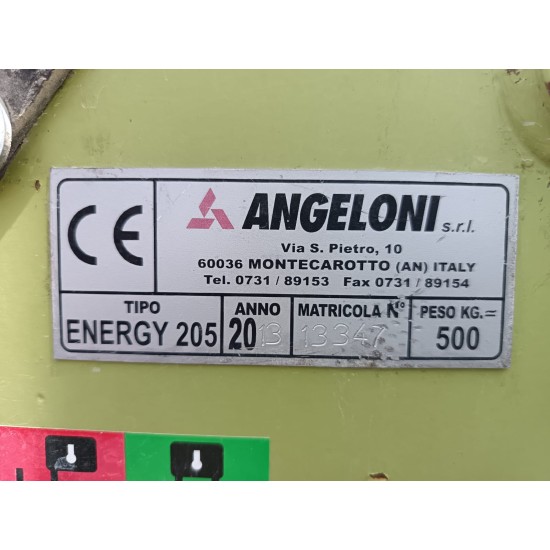 CE
ANGELONI s.r.l.
Via S. Pietro, 10
60036 MONTECAROTTO (AN) ITALY
Tel. 0731 / 89153 Fax 0731 / 89154
TIPO
ENERGY 205
ANNO
2013
MATRICOLA N°
13347
PESO KG.=
500